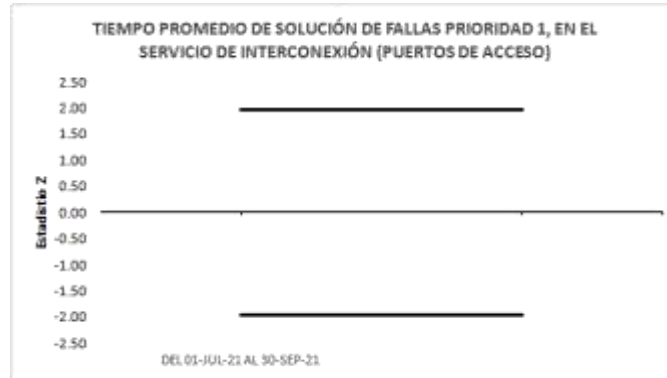 TIEMPO PROMEDIO DE SOLUCIÓN DE FALLAS PRIORIDAD 1, EN EL
SERVICIO DE INTERCONEXIÓN (PUERTOS DE ACCESO)
2.50
2.00
1.50
1.00
0.50
0.00
-0.50
-1.00
-1.50
-2.00
-2.50
Estadístio Z
DEL 01-JUL-21 AL 30-SEP-21